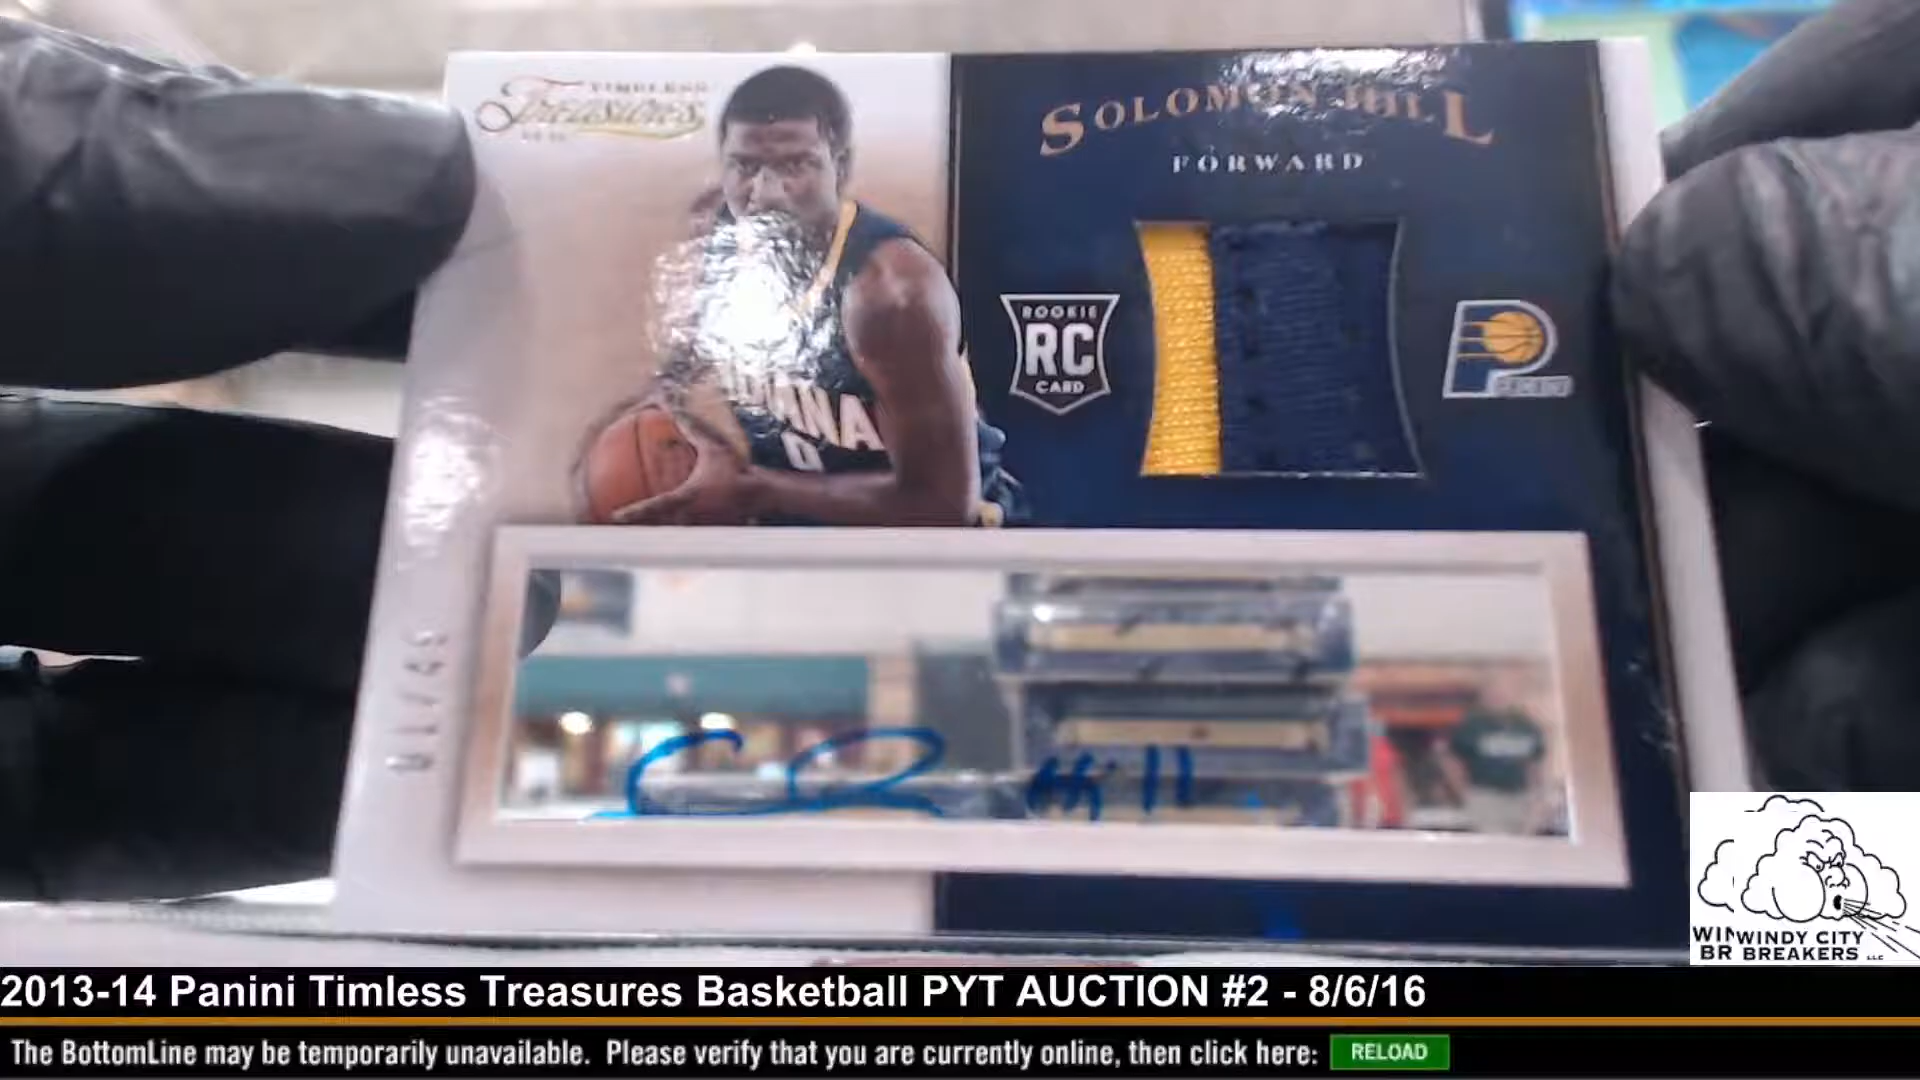 TIMELESS
Treasures
SOLOMON HILL
FORWARD
ROOKIE
RC
CARD
INDIANA
0
Hill
WINDY CITY
BREAKERS LLC
2013-14 Panini Timless Treasures Basketball PYT AUCTION #2 - 8/6/16
The BottomLine may be temporarily unavailable. Please verify that you are currently online, then click here: RELOAD